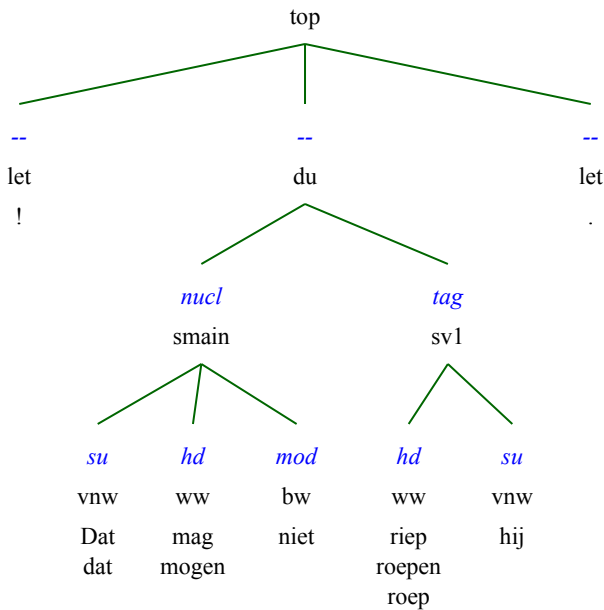 top
-- -- --
let du let
! .
nucl tag
smain sv1
su hd mod hd su
vnw ww bw ww vnw
Dat mag niet riep hij
dat mogen roepen
roep